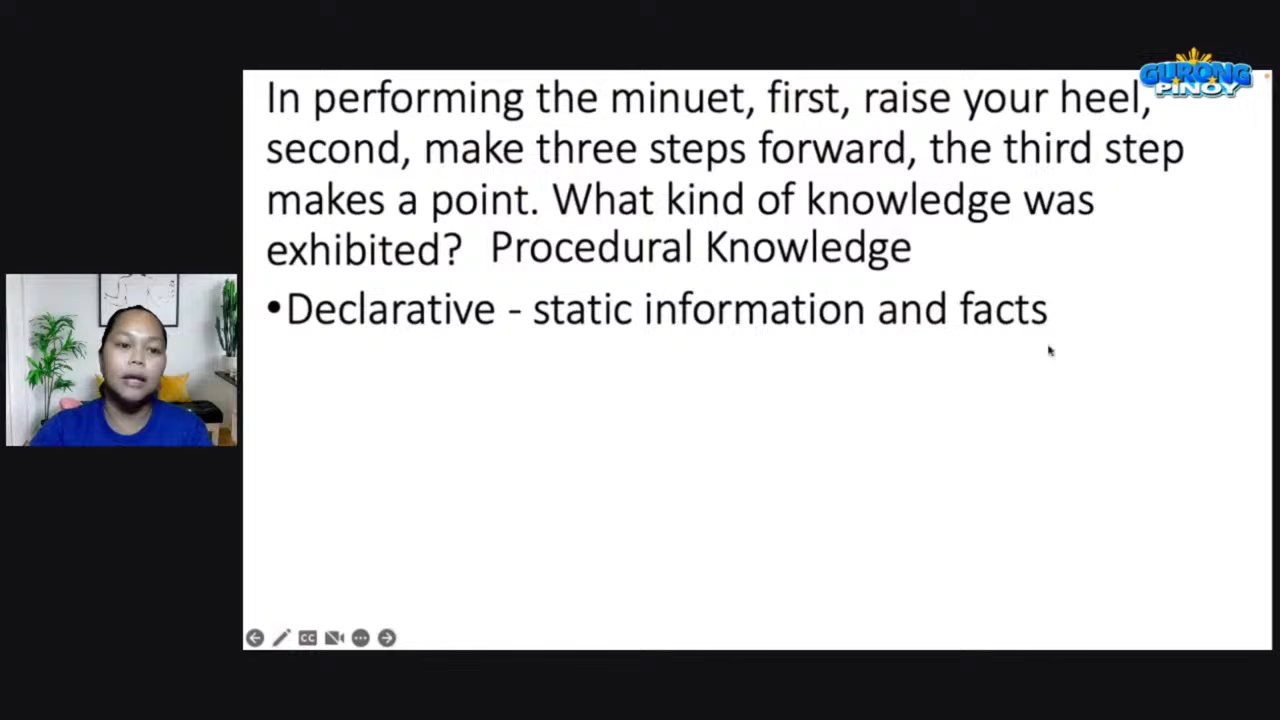 GURONG
PINOY
In performing the minuet, first, raise your heel,
second, make three steps forward, the third step
makes a point. What kind of knowledge was
exhibited? Procedural Knowledge
•Declarative - static information and facts
CC